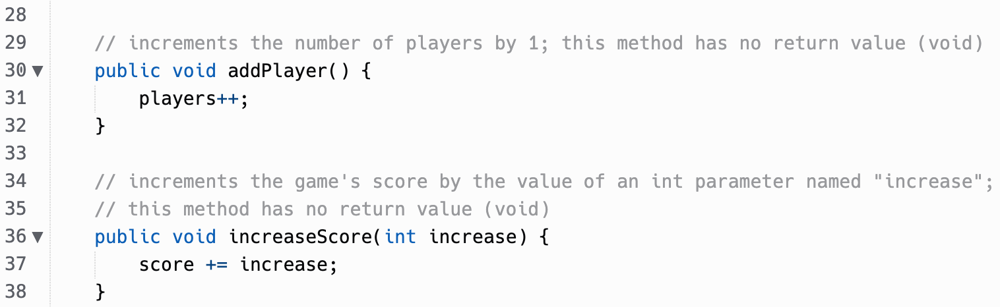 28
29 // increments the number of players by 1; this method has no return value (void)
30 ▼ public void addPlayer() {
31 players++;
32 }
33
34 // increments the game's score by the value of an int parameter named "increase";
35 // this method has no return value (void)
36 ▼ public void increaseScore(int increase) {
37 score += increase;
38 }